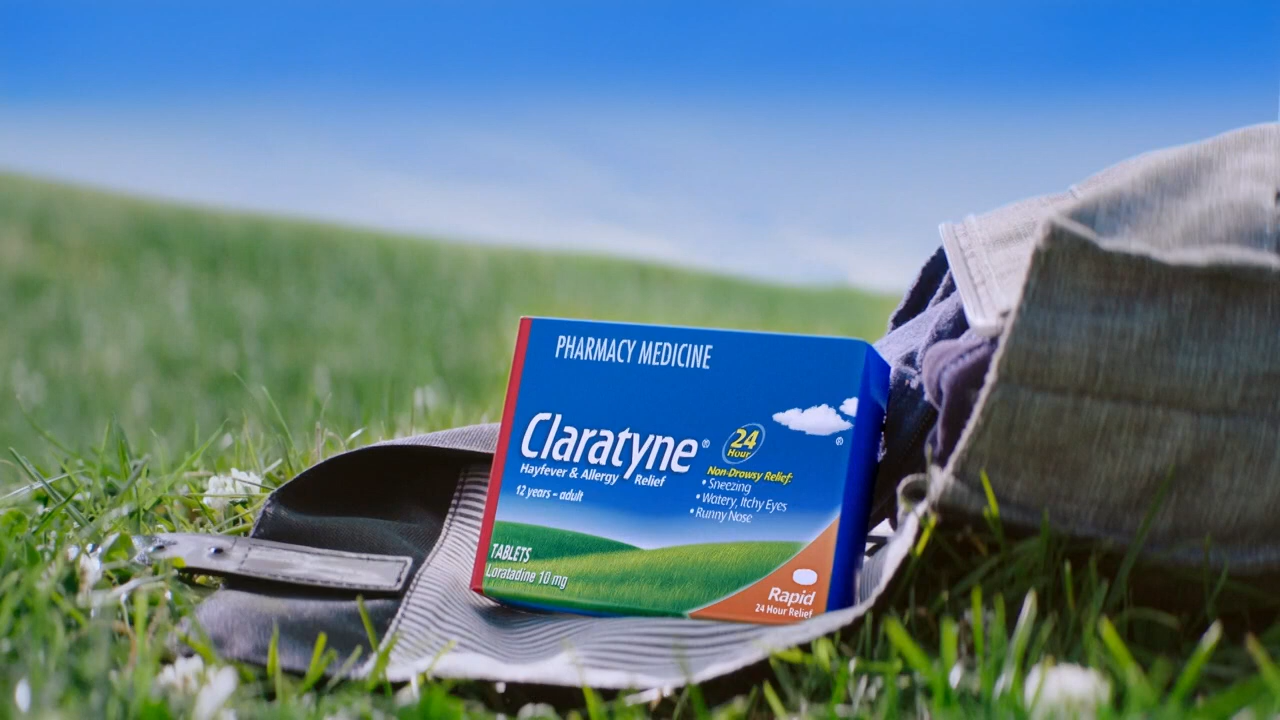 PHARMACY MEDICINE
Claratyne®
Hayfever & Allergy Relief
12 years - adult
24
Hour
®
Non-Drowsy Relief:
• Sneezing
• Watery, Itchy Eyes
• Runny Nose
TABLETS
Loratadine 10 mg
Rapid
24 Hour Relief